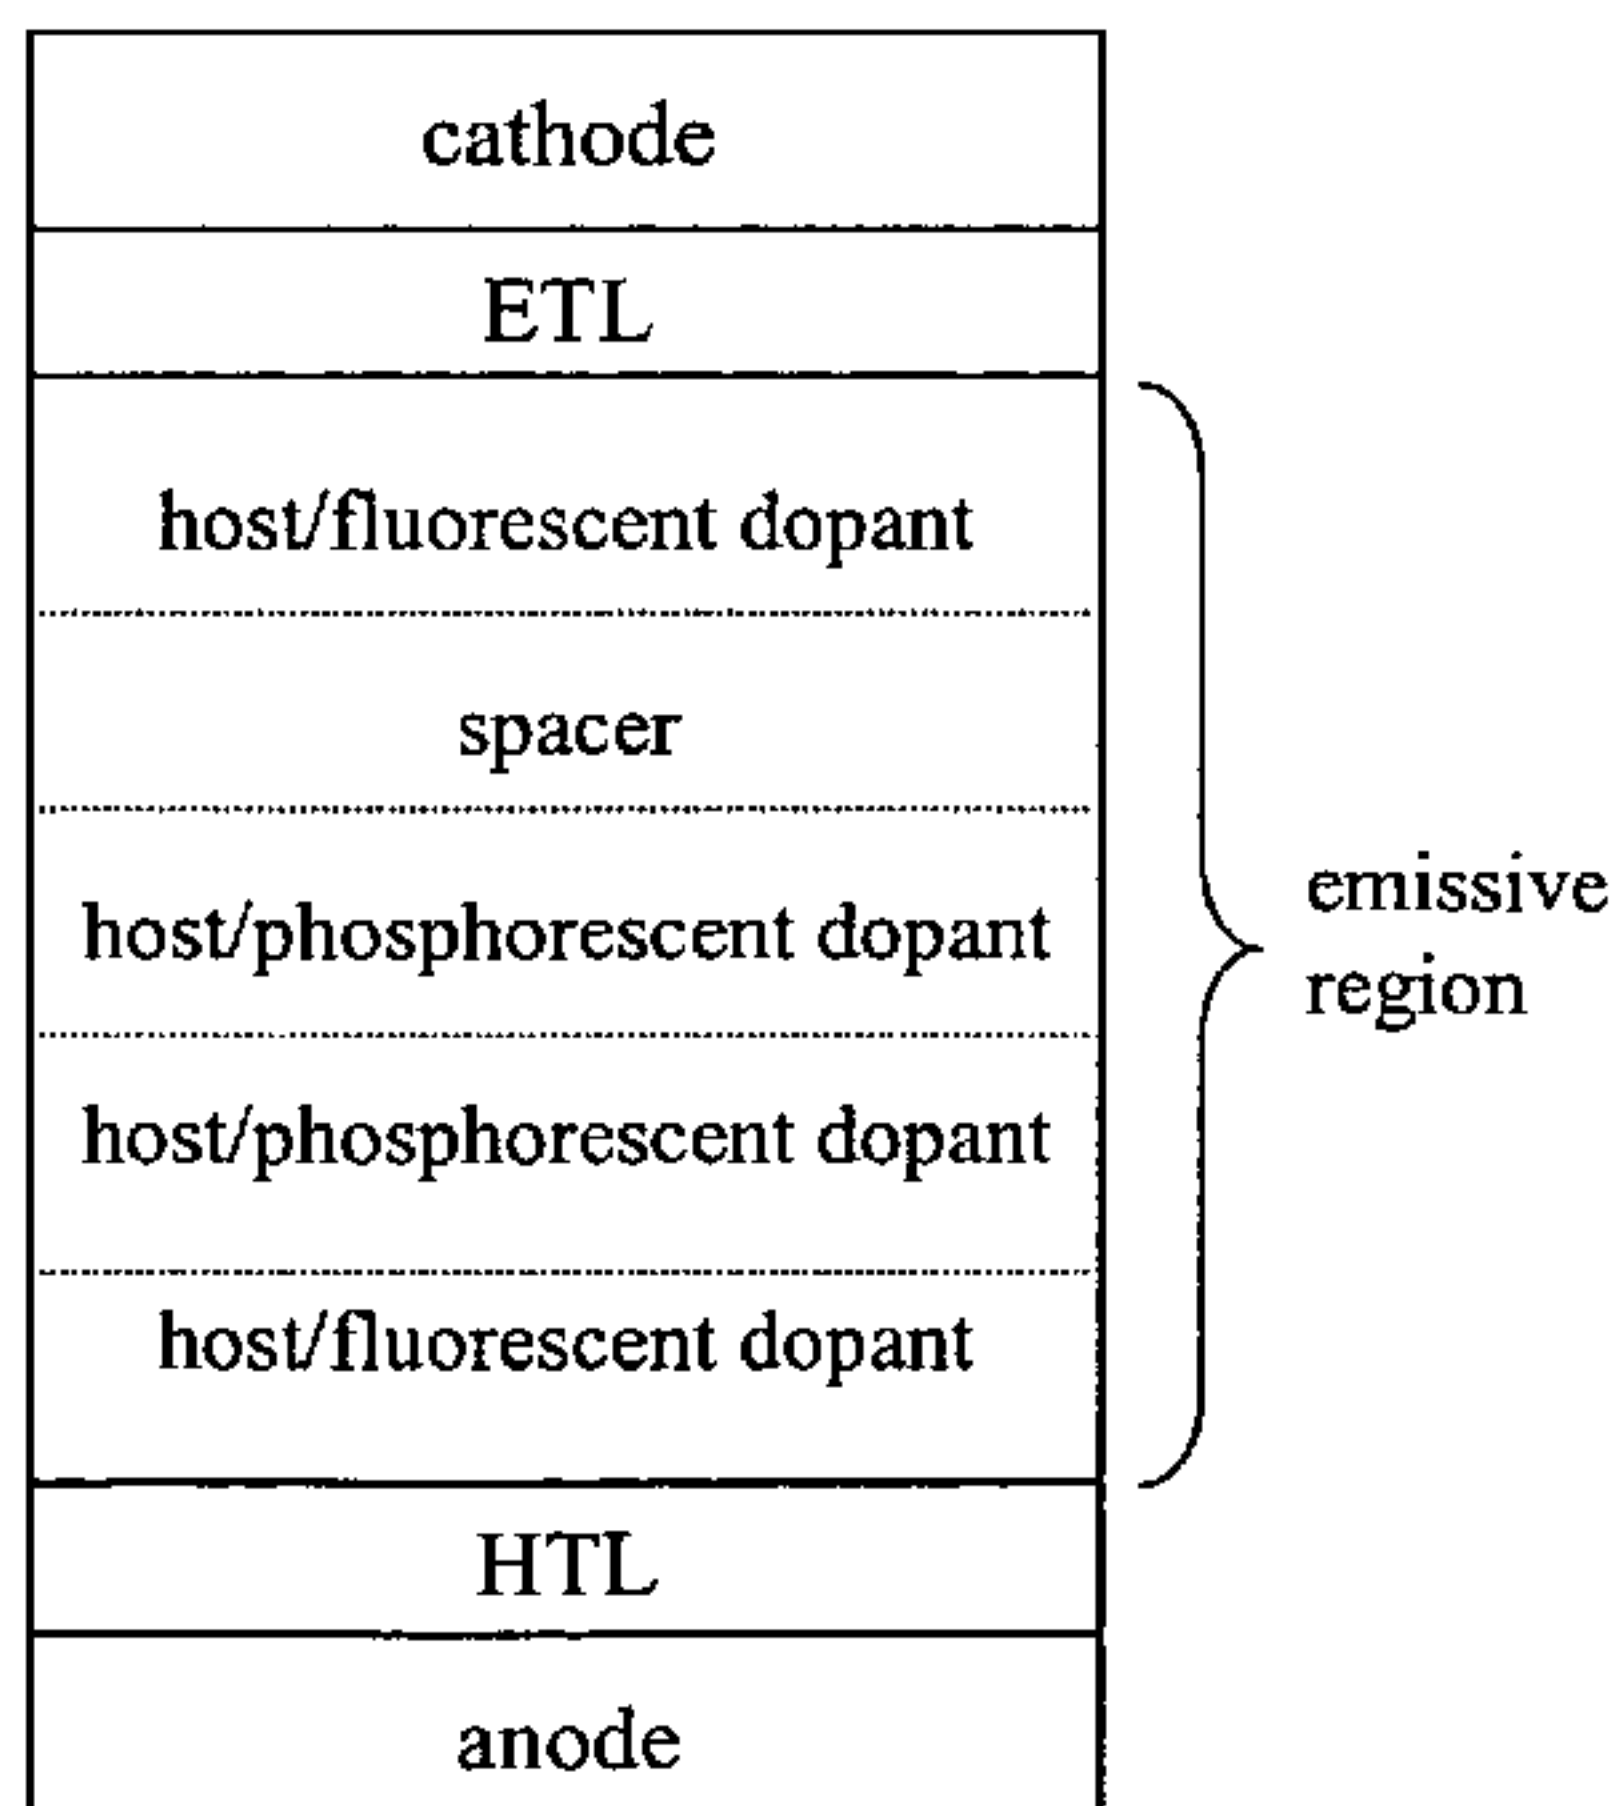 cathode
ETL
host/fluorescent dopant
spacer
host/phosphorescent dopant
host/phosphorescent dopant
host/fluorescent dopant
HTL
anode
emissive
region